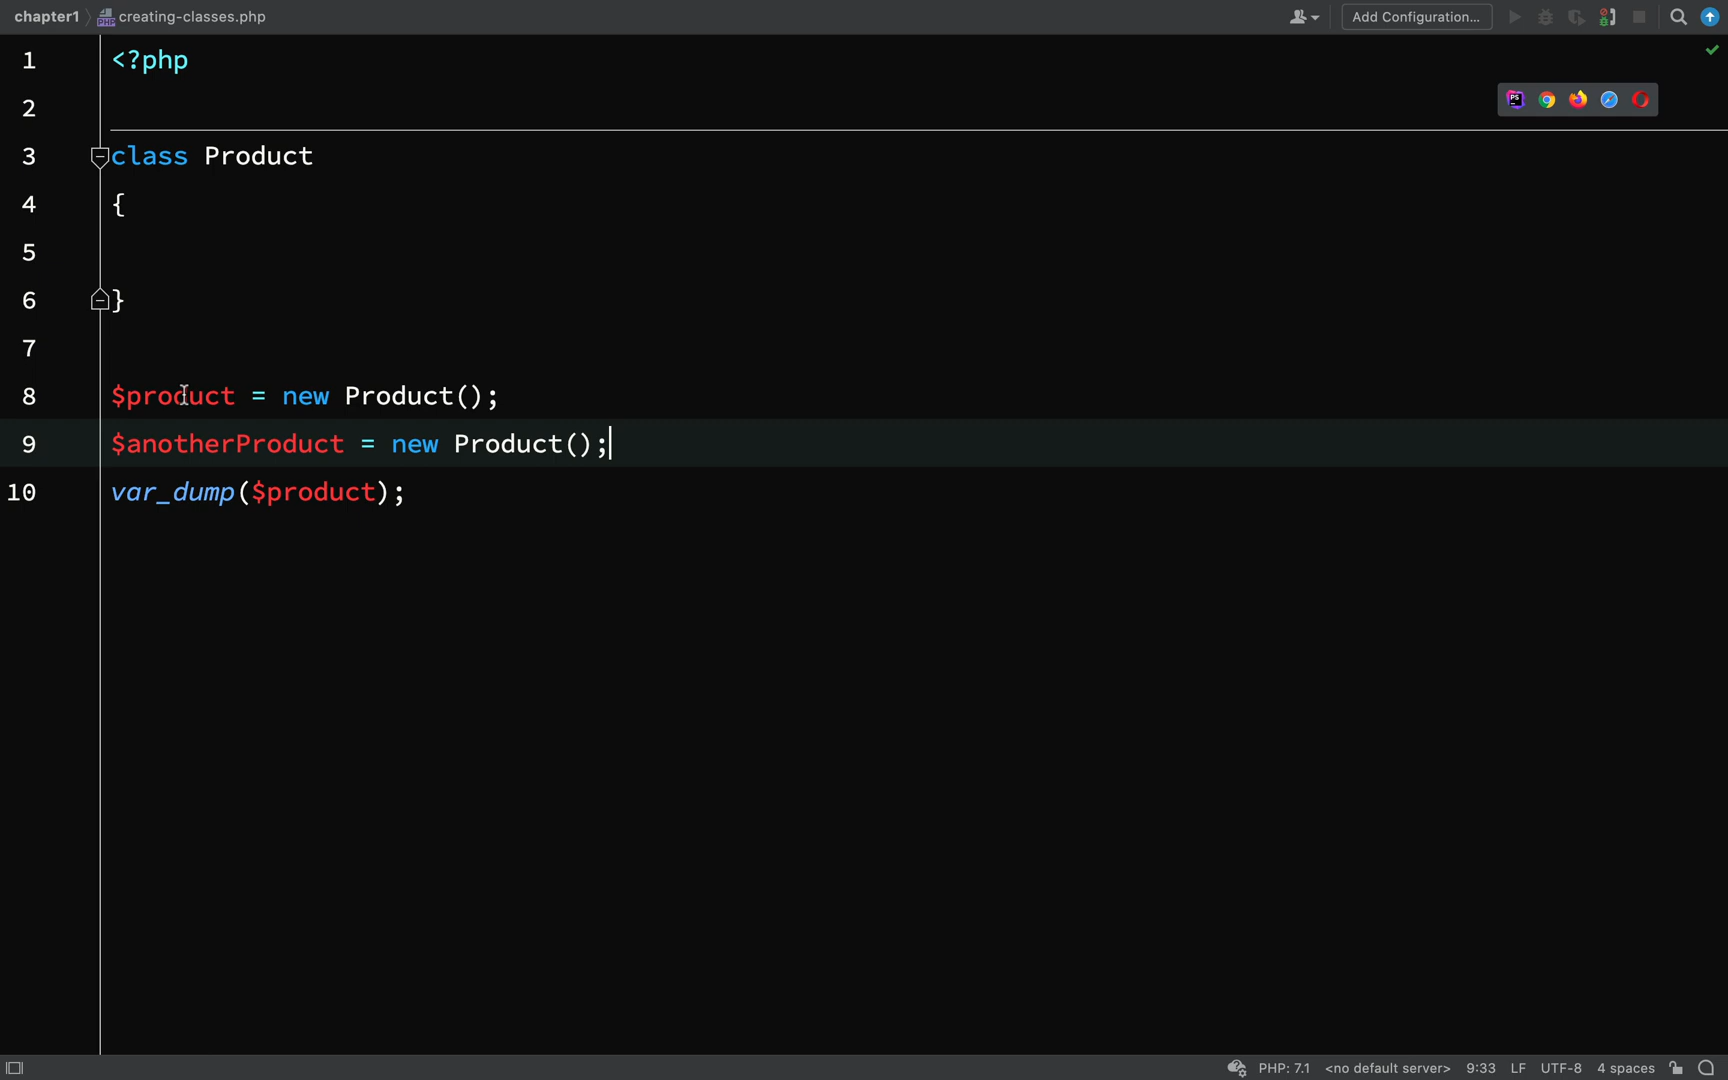 chapter1 creating-classes.php Add Configuration...
1 <?php
2
3 class Product
4 {
5
6 }
7
8 $product = new Product();
9 $anotherProduct = new Product();
10 var_dump($product);
PHP: 7.1 <no default server> 9:33 LF UTF-8 4 spaces